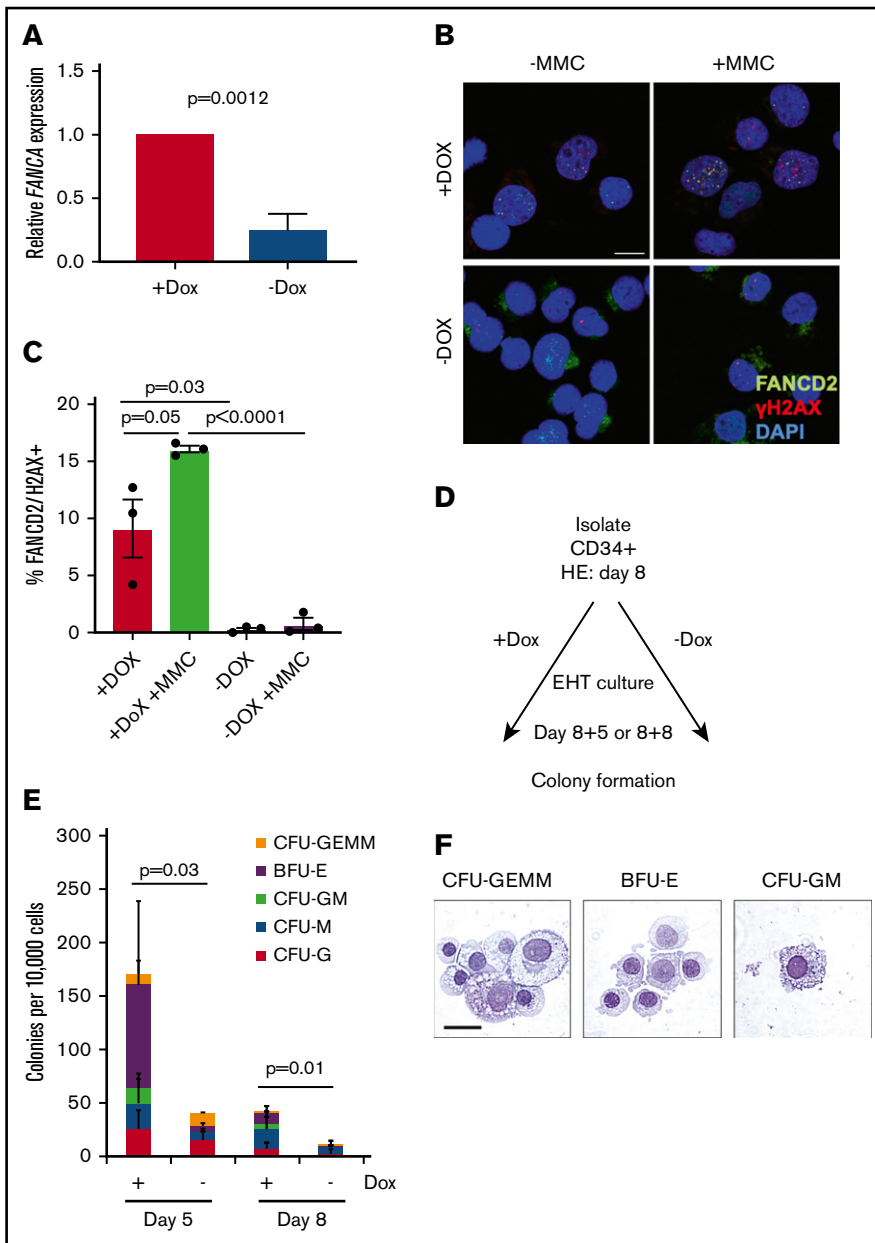 A
1.5
1.0
0.5
0.0
Relative FANCA expression
p=0.0012
+Dox
-Dox
B
-MMC
+MMC
+DOX
-DOX
FANCD2
γH2AX
DAPI
C
20
15
10
5
0
% FANCD2/H2AX+
p=0.03
p=0.05
p<0.0001
+DOX
+DoX +MMC
-DOX
-DOX +MMC
D
Isolate
CD34+
HE: day 8
+Dox
-Dox
EHT culture
Day 8+5 or 8+8
Colony formation
E
300
250
200
150
100
50
0
Colonies per 10,000 cells
p=0.03
p=0.01
CFU-GEMM
BFU-E
CFU-GM
CFU-M
CFU-G
+
-
+
-
Dox
Day 5
Day 8
F
CFU-GEMM
BFU-E
CFU-GM